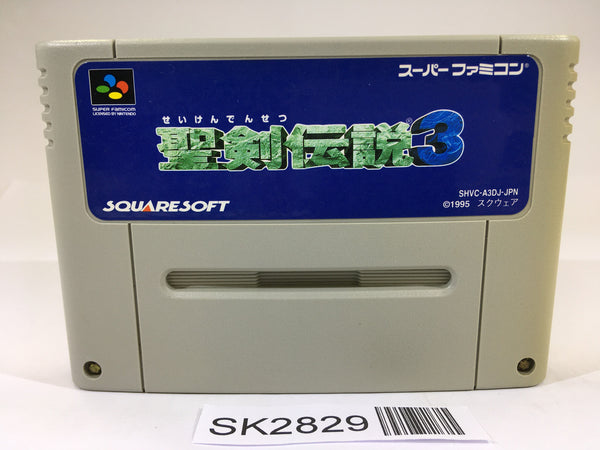 スーパーファミコン®
SUPER FAMICOM
LICENSED BY NINTENDO
せいけんでんせつ
聖剣伝説®3
SQUARESOFT
SHVC-A3DJ-JPN
©1995 スクウェア
SK2829